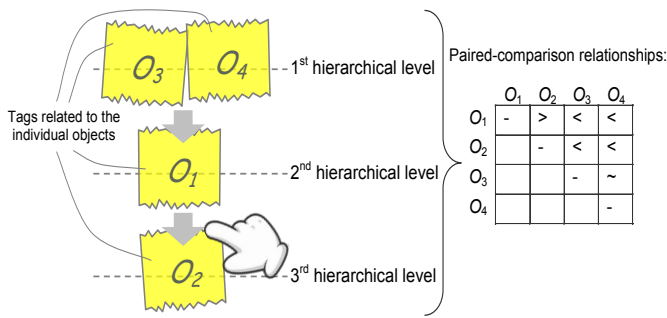 O3 O4 1st hierarchical level
Tags related to the
individual objects
O1 2nd hierarchical level
O2 3rd hierarchical level
Paired-comparison relationships:
O1 O2 O3 O4
O1 - > < <
O2 - < <
O3 - ~
O4 -